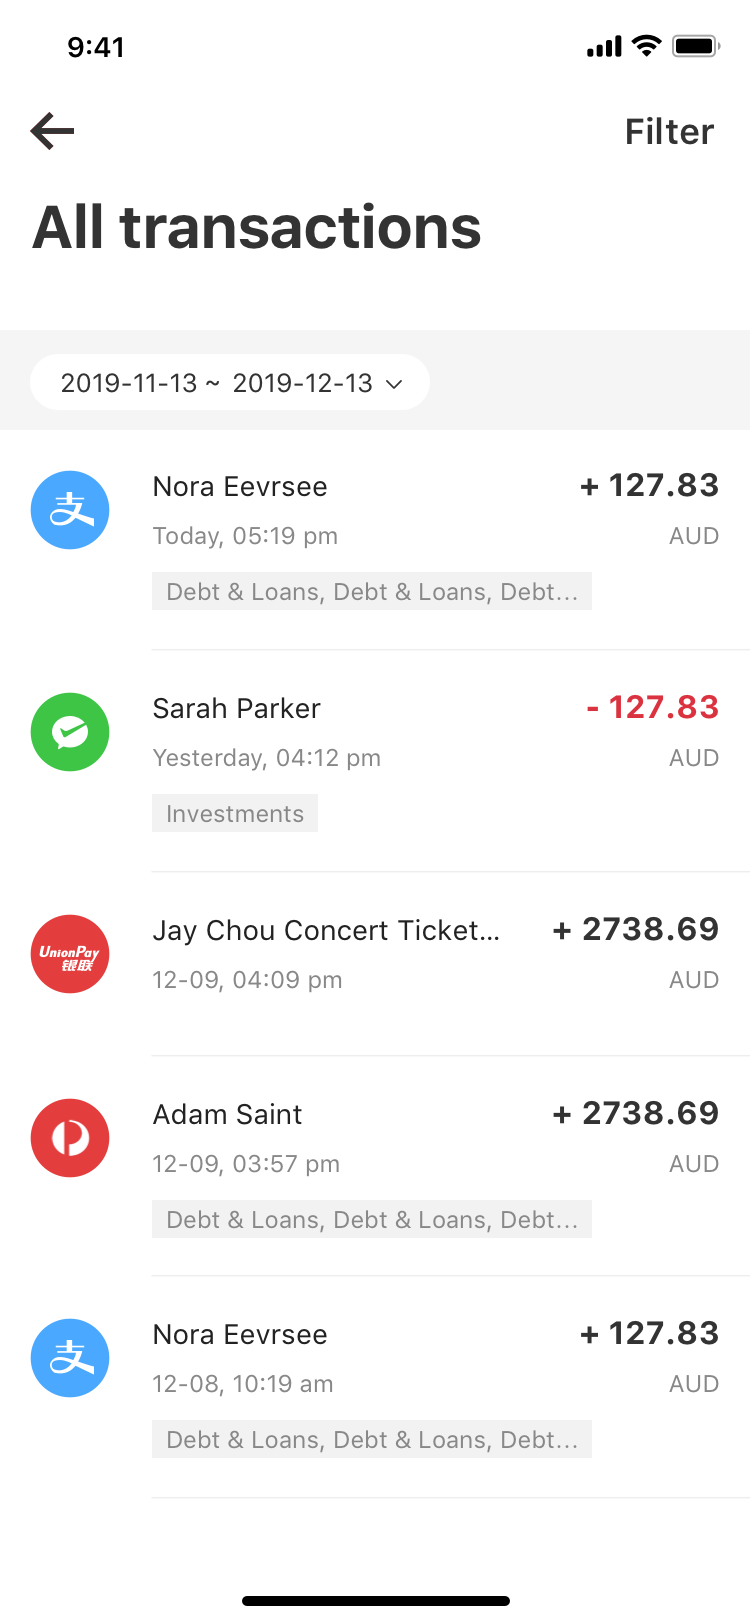 9:41
Filter
All transactions
2019-11-13 ~ 2019-12-13
支
Nora Eevrsee
+ 127.83
Today, 05:19 pm
AUD
Debt & Loans, Debt & Loans, Debt...
Sarah Parker
- 127.83
Yesterday, 04:12 pm
AUD
Investments
UnionPay
银联
Jay Chou Concert Ticket...
+ 2738.69
12-09, 04:09 pm
AUD
Adam Saint
+ 2738.69
12-09, 03:57 pm
AUD
Debt & Loans, Debt & Loans, Debt...
支
Nora Eevrsee
+ 127.83
12-08, 10:19 am
AUD
Debt & Loans, Debt & Loans, Debt...